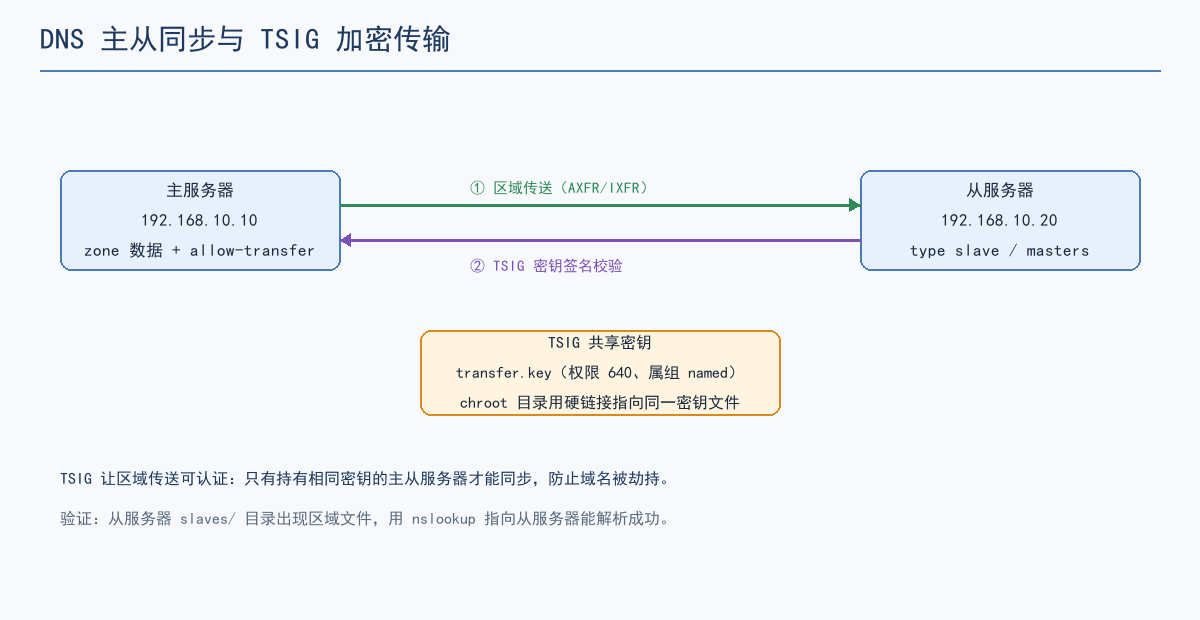 DNS 主从同步与 TSIG 加密传输
主服务器
192.168.10.10
zone 数据 + allow-transfer
① 区域传送（AXFR/IXFR）
② TSIG 密钥签名校验
从服务器
192.168.10.20
type slave / masters
TSIG 共享密钥
transfer.key（权限 640、属组 named）
chroot 目录用硬链接指向同一密钥文件
TSIG 让区域传送可认证：只有持有相同密钥的主从服务器才能同步，防止域名被劫持。
验证：从服务器 slaves/ 目录出现区域文件，用 nslookup 指向从服务器能解析成功。